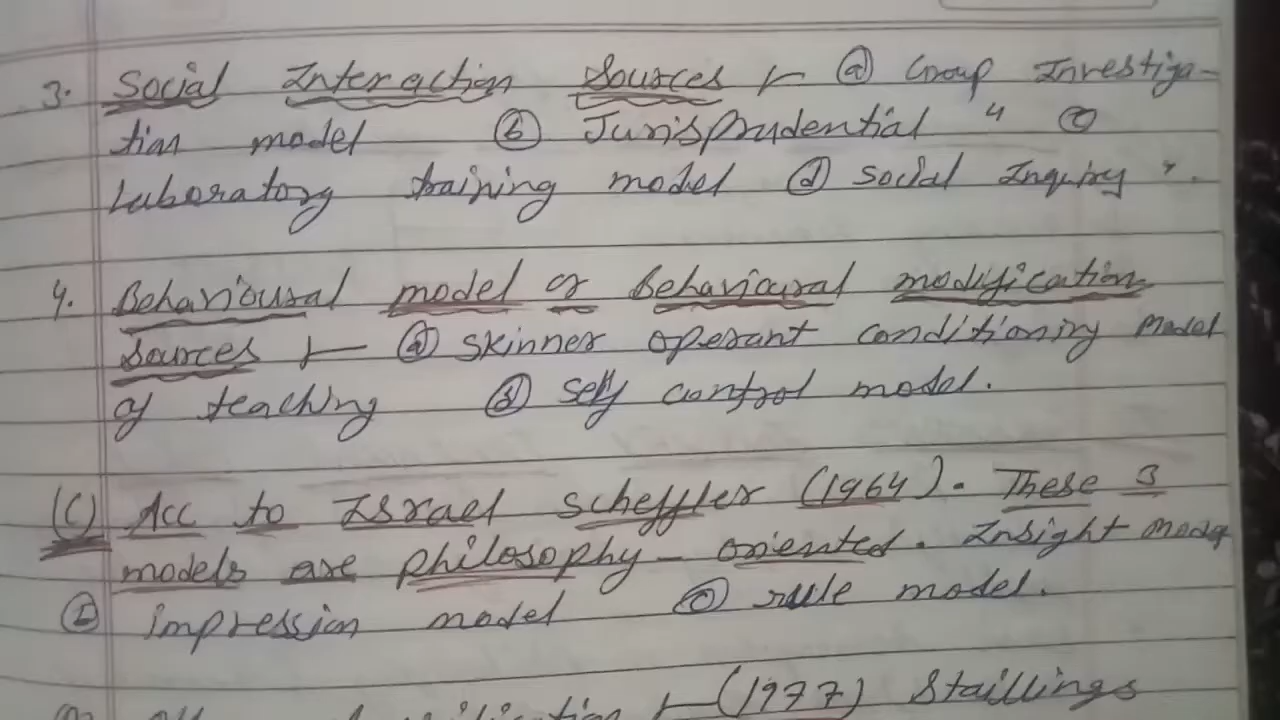 3. Social Interaction Sources :- (a) Group Investiga-
tion model (b) Jurisprudential " (c)
Laboratory training model (d) Social Inquiry ".
4. Behavioural model or Behavioural modification
Sources :- (a) Skinner operant conditioning model
of teaching (b) Self control model.
(C) Acc to Israel Scheffler (1964). These 3
models are philosophy-oriented. Insight model
(b) impression model (c) rule model.
(1977) Staillings